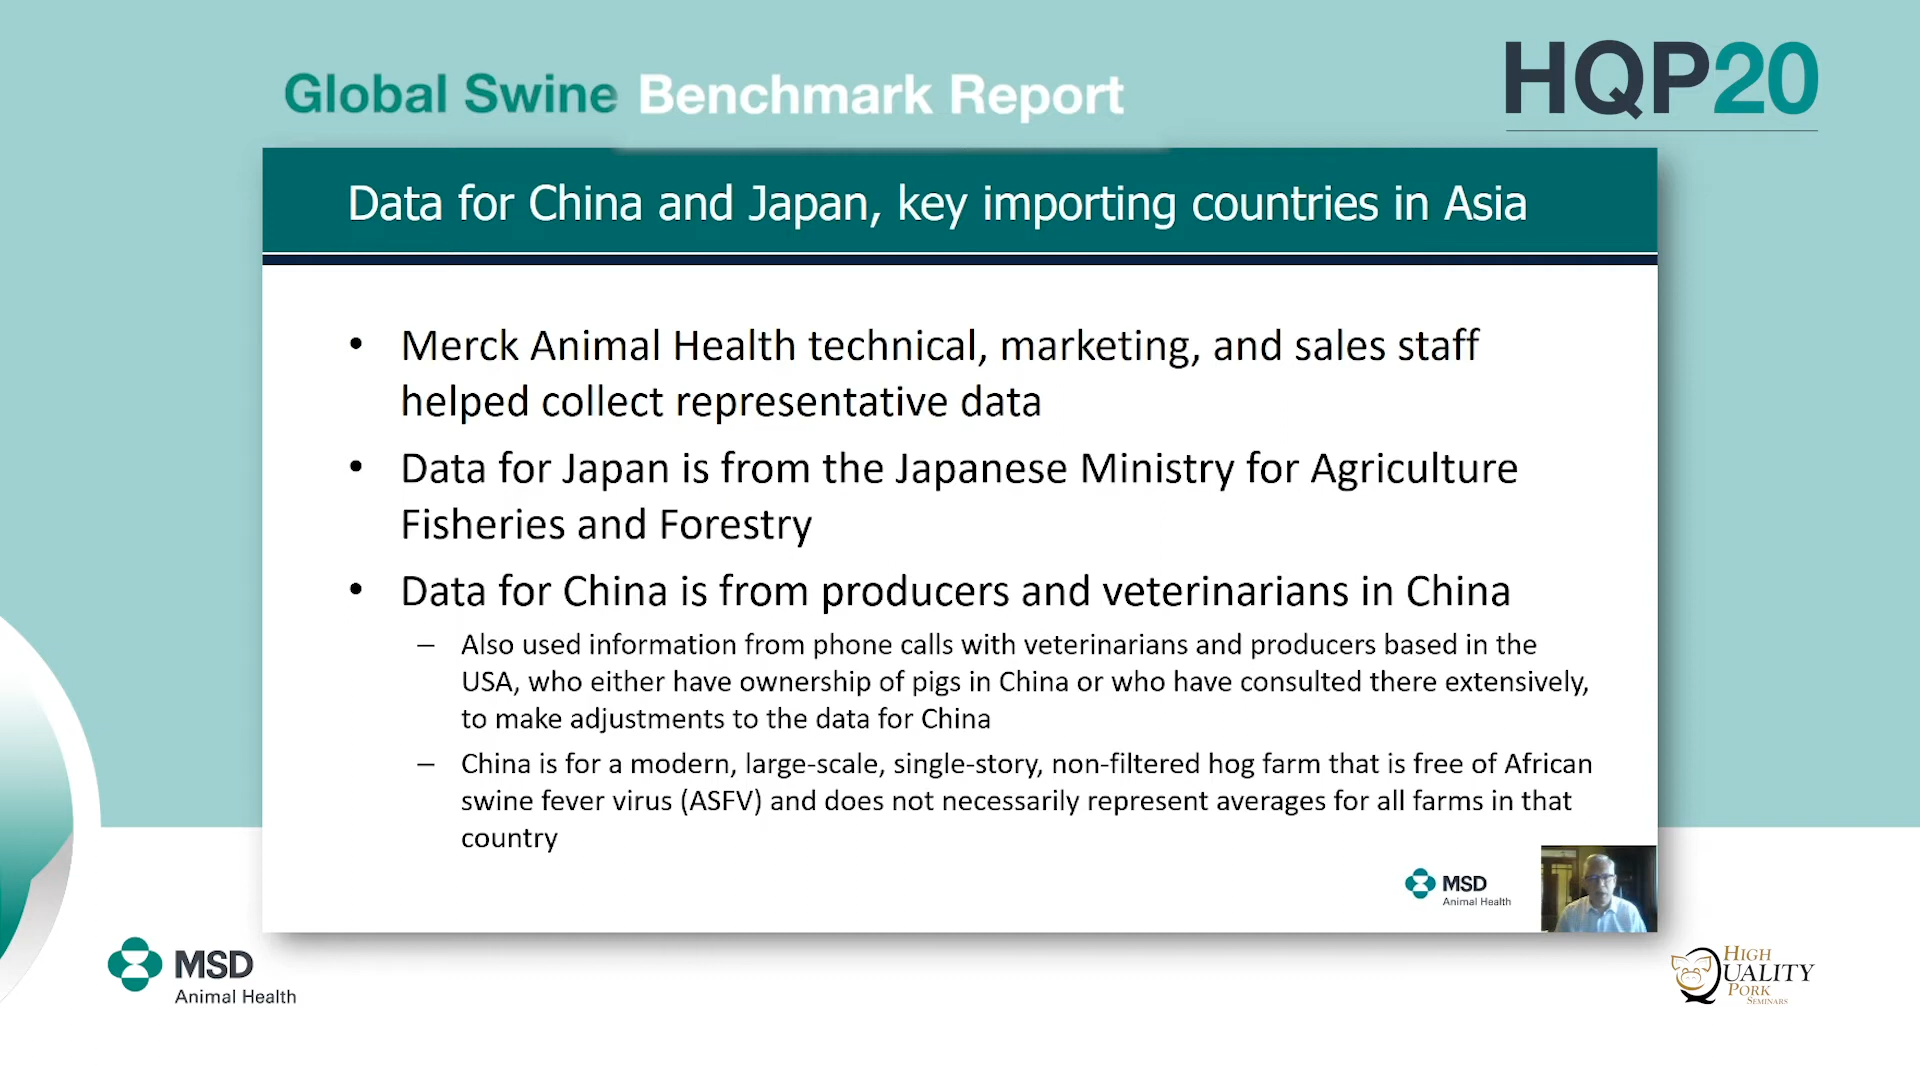 Global Swine Benchmark Report
HQP20
Data for China and Japan, key importing countries in Asia
• Merck Animal Health technical, marketing, and sales staff
helped collect representative data
• Data for Japan is from the Japanese Ministry for Agriculture
Fisheries and Forestry
• Data for China is from producers and veterinarians in China
– Also used information from phone calls with veterinarians and producers based in the
USA, who either have ownership of pigs in China or who have consulted there extensively,
to make adjustments to the data for China
– China is for a modern, large-scale, single-story, non-filtered hog farm that is free of African
swine fever virus (ASFV) and does not necessarily represent averages for all farms in that
country
MSD
Animal Health
MSD
Animal Health
HIGH
QUALITY
PORK
SEMINARS